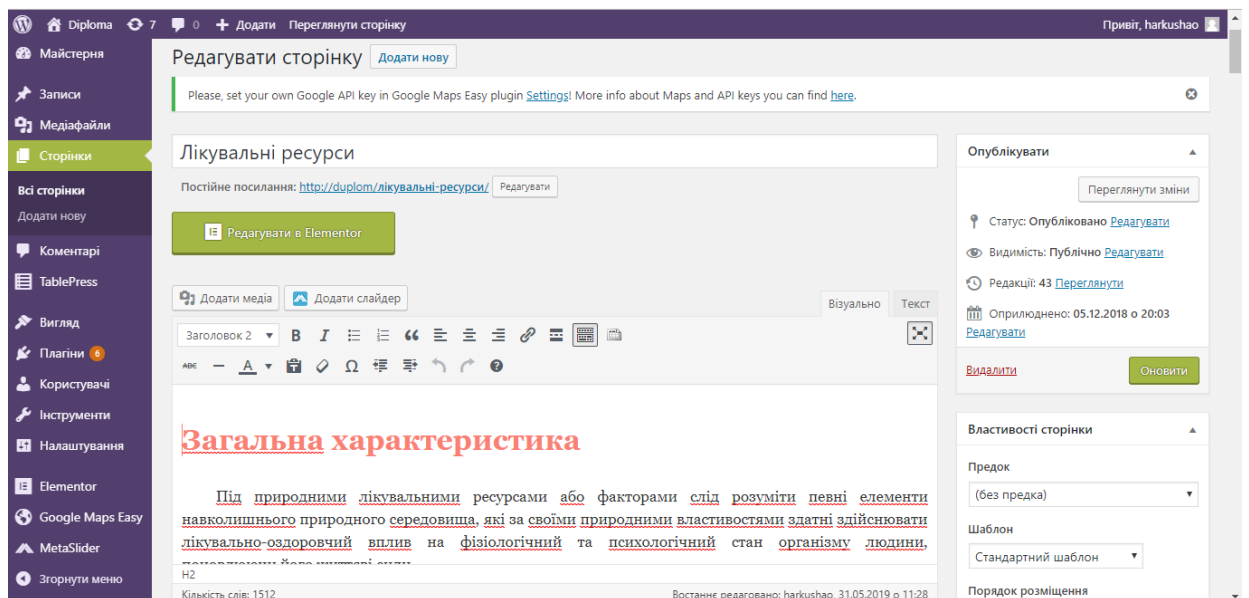 Diploma 7 0 Додати Переглянути сторінку Привіт, harkushao
Майстерня
Записи
Медіафайли
Сторінки
Всі сторінки
Додати нову
Коментарі
TablePress
Вигляд
Плагіни 6
Користувачі
Інструменти
Налаштування
Elementor
Google Maps Easy
MetaSlider
Згорнути меню
Редагувати сторінку Додати нову
Please, set your own Google API key in Google Maps Easy plugin Settings! More info about Maps and API keys you can find here.
Лікувальні ресурси
Постійне посилання: http://duplom/лікувальні-ресурси/ Редагувати
Редагувати в Elementor
Додати медіа Додати слайдер
Візуально Текст
Заголовок 2
Загальна характеристика
Під природними лікувальними ресурсами або факторами слід розуміти певні елементи
навколишнього природного середовища, які за своїми природними властивостями здатні здійснювати
лікувально-оздоровчий вплив на фізіологічний та психологічний стан організму людини,
H2
Кількість слів: 1512 Востаннє редаговано: harkushao, 31.05.2019 о 11:28
Опублікувати
Переглянути зміни
Статус: Опубліковано Редагувати
Видимість: Публічно Редагувати
Редакції: 43 Переглянути
Оприлюднено: 05.12.2018 о 20:03
Редагувати
Видалити Оновити
Властивості сторінки
Предок
(без предка)
Шаблон
Стандартний шаблон
Порядок розміщення